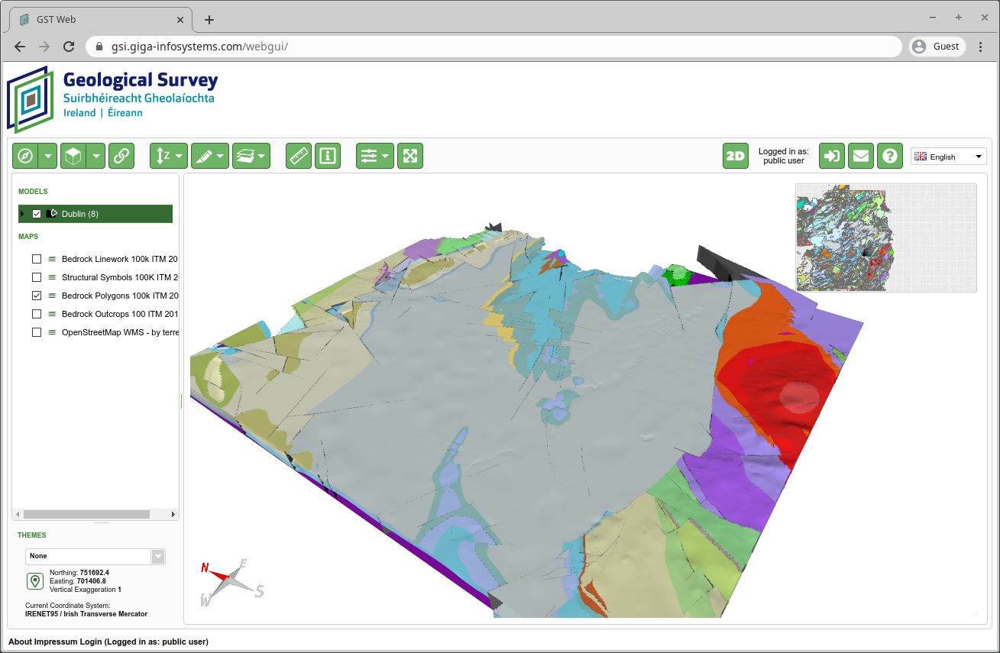 GST Web
gsi.giga-infosystems.com/webgui/
Guest
Geological Survey
Suirbhéireacht Gheolaíochta
Ireland | Éireann
Z
2D
Logged in as:
public user
English
MODELS
Dublin (8)
MAPS
Bedrock Linework 100k ITM 20
Structural Symbols 100K ITM 2
Bedrock Polygons 100k ITM 20
Bedrock Outcrops 100 ITM 201
OpenStreetMap WMS - by terre
THEMES
None
Northing: 751692.4
Easting: 701406.8
Vertical Exaggeration 1
Current Coordinate System:
IRENET95 / Irish Transverse Mercator
N
E
W
S
About Impressum Login (Logged in as: public user)